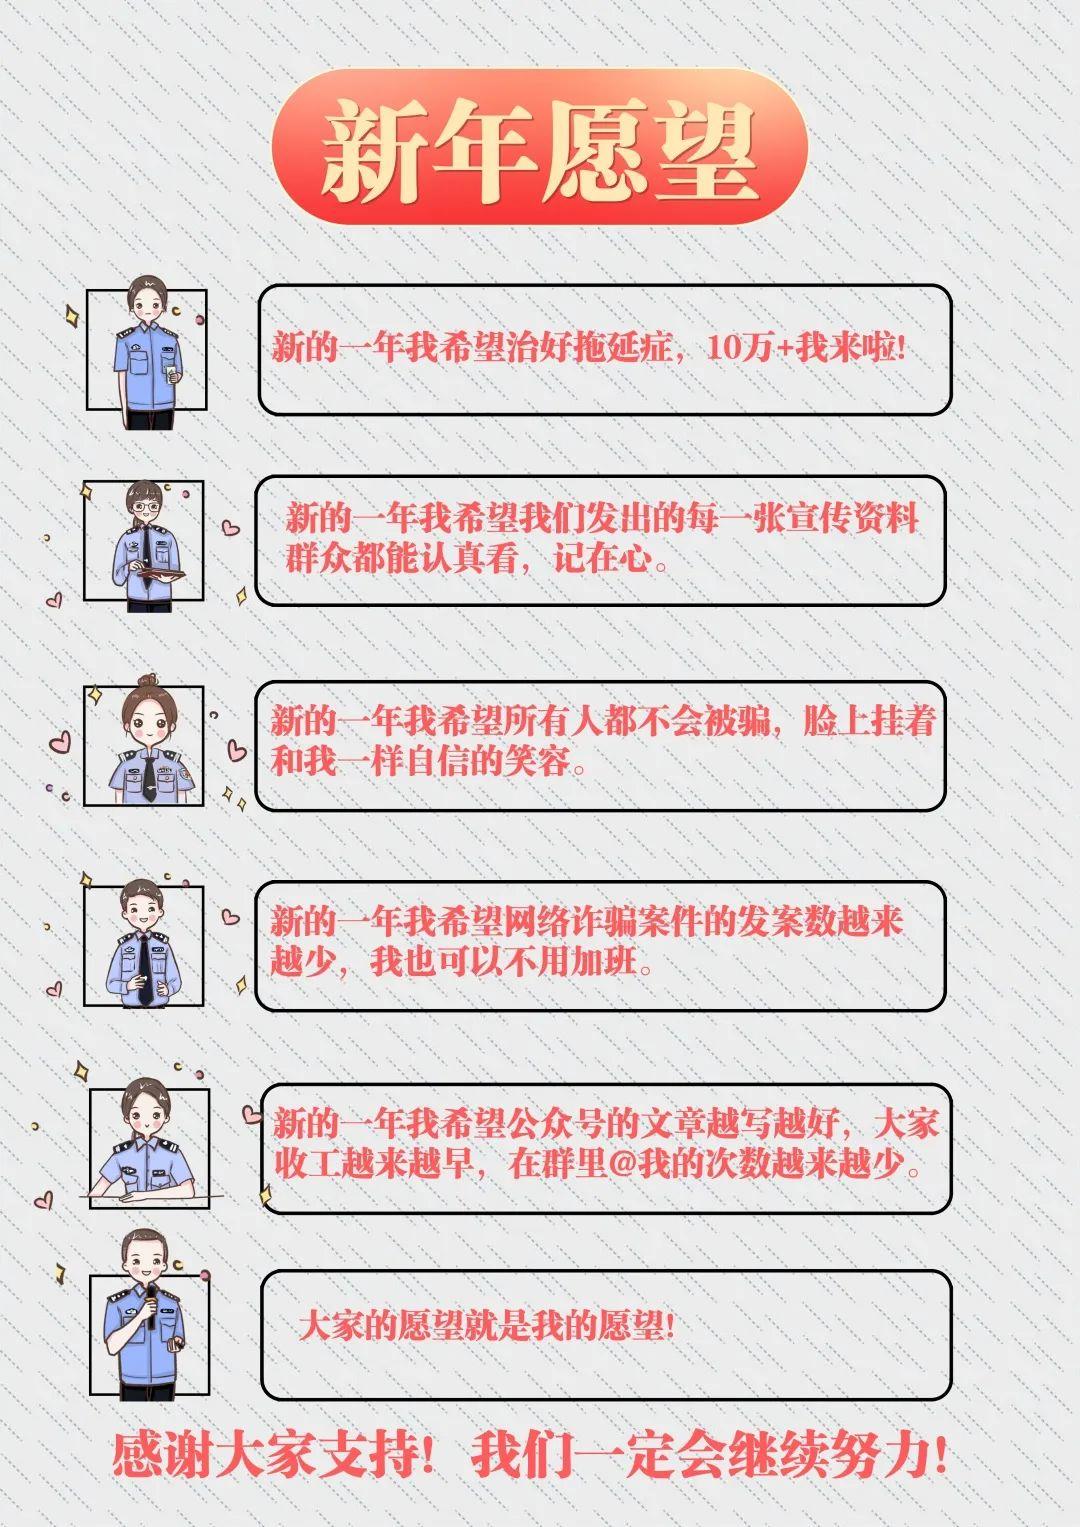 新年愿望
新的一年我希望治好拖延症，10万+我来啦!
新的一年我希望我们发出的每一张宣传资料
群众都能认真看，记在心。
新的一年我希望所有人都不会被骗，脸上挂着
和我一样自信的笑容。
新的一年我希望网络诈骗案件的发案数越来
越少，我也可以不用加班。
新的一年我希望公众号的文章越写越好，大家
收工越来越早，在群里@我的次数越来越少。
大家的愿望就是我的愿望!
感谢大家支持! 我们一定会继续努力!